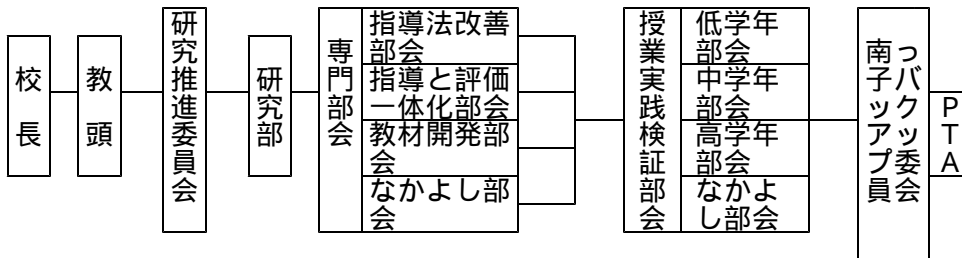 校長
教頭
研究推進委員会
研究部
専門部会
指導法改善
部会
指導と評価
一体化部会
教材開発部
会
なかよし部
会
授業実践検証部会
低学年
部会
中学年
部会
高学年
部会
なかよ
し部会
南っ
子バ
ック
アッ
プ委
員会
PTA